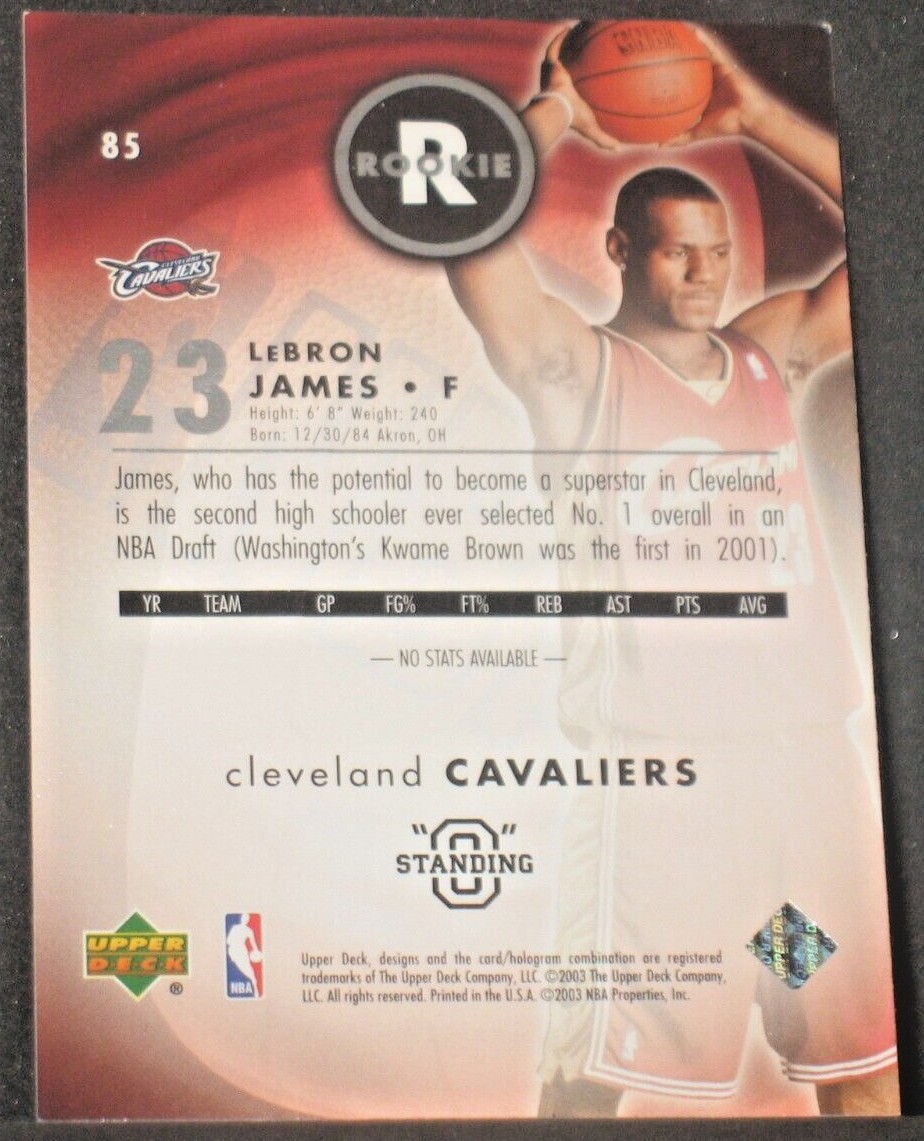 85
ROOKIE
R
CLEVELAND
CAVALIERS
23
LEBRON
JAMES • F
Height: 6' 8" Weight: 240
Born: 12/30/84 Akron, OH
James, who has the potential to become a superstar in Cleveland,
is the second high schooler ever selected No. 1 overall in an
NBA Draft (Washington's Kwame Brown was the first in 2001).
YR TEAM GP FG% FT% REB AST PTS AVG
— NO STATS AVAILABLE —
cleveland CAVALIERS
"O"
STANDING
UPPER
DECK
®
NBA
Upper Deck, designs and the card/hologram combination are registered
trademarks of The Upper Deck Company, LLC. ©2003 The Upper Deck Company,
LLC. All rights reserved. Printed in the U.S.A. ©2003 NBA Properties, Inc.
UPPER DEC
UPPER D